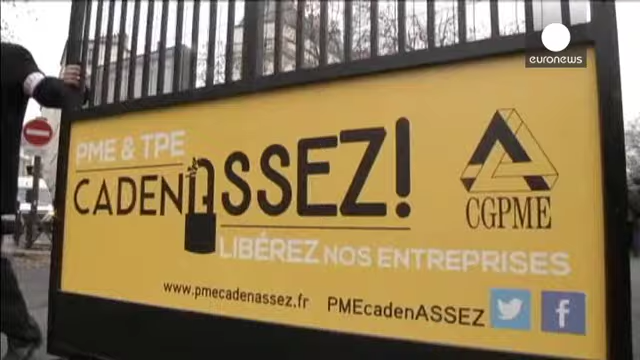 euronews
PME & TPE
CADENASSEZ!
CGPME
LIBÉREZ NOS ENTREPRISES
www.pmecadenassez.fr PMEcadenASSEZ